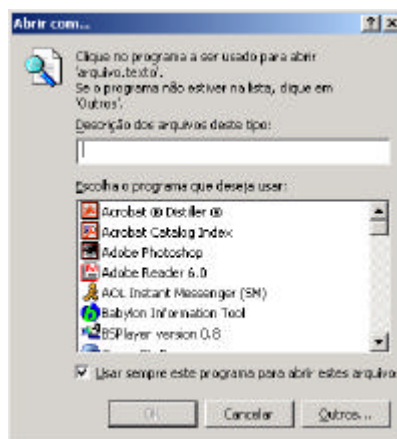 Abrir com...
Clique no programa a ser usado para abrir
'arquivo.texto'.
Se o programa não estiver na lista, clique em
'Outros'.
Descrição dos arquivos deste tipo:
Escolha o programa que deseja usar:
Acrobat ® Distiller ®
Acrobat Catalog Index
Adobe Photoshop
Adobe Reader 6.0
AOL Instant Messenger (SM)
Babylon Information Tool
BSPlayer version 0.8
Usar sempre este programa para abrir estes arquivo
OK
Cancelar
Outros...